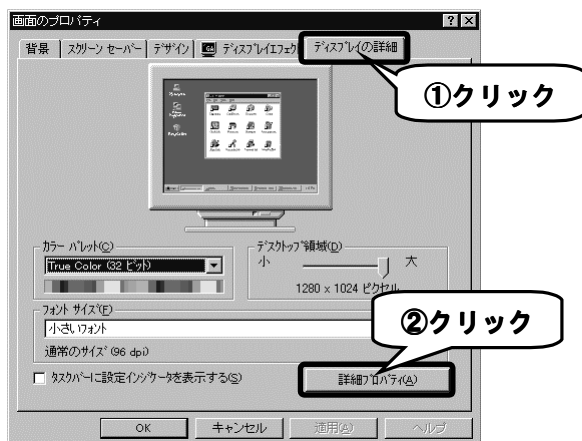 画面のプロパティ
背景 スクリーン セーバー デザイン ディスプレイエフェクト ディスプレイの詳細
①クリック
カラー パレット(C)
True Color (32 ビット)
デスクトップ領域(D)
小 大
1280 x 1024 ピクセル
フォント サイズ(F)
小さいフォント
②クリック
通常のサイズ (96 dpi)
タスクバーに設定インジケータを表示する(S)
詳細プロパティ(A)
OK キャンセル 適用(A) ヘルプ